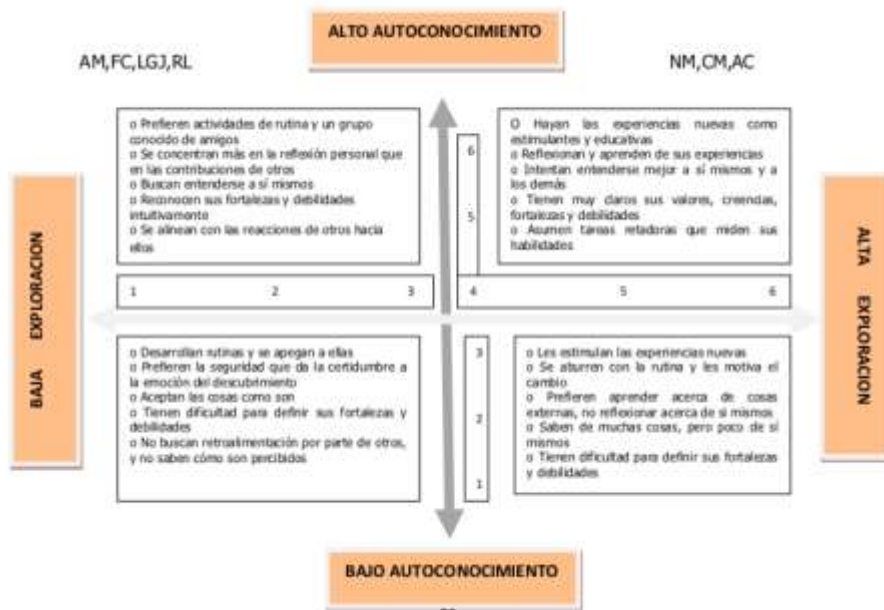 ALTO AUTOCONOCIMIENTO
AM,FC,LGJ,RL
NM,CM,AC
o Prefieren actividades de rutina y un grupo
conocido de amigos
o Se concentran más en la reflexión personal que
en las contribuciones de otros
o Buscan entenderse a sí mismos
o Reconocen sus fortalezas y debilidades
intuitivamente
o Se alinean con las reacciones de otros hacia
ellos
6
5
O Hayan las experiencias nuevas como
estimulantes y educativas
o Reflexionan y aprenden de sus experiencias
o Intentan entenderse mejor a sí mismos y a
los demás
o Tienen muy claros sus valores, creencias,
fortalezas y debilidades
o Asumen tareas retadoras que miden sus
habilidades
1 2 3 4 5 6
BAJA EXPLORACION
ALTA EXPLORACION
o Desarrollan rutinas y se apegan a ellas
o Prefieren la seguridad que da la certidumbre a
la emoción del descubrimiento
o Aceptan las cosas como son
o Tienen dificultad para definir sus fortalezas y
debilidades
o No buscan retroalimentación por parte de otros,
y no saben cómo son percibidos
3
2
1
o Les estimulan las experiencias nuevas
o Se aburren con la rutina y les motiva el
cambio
o Prefieren aprender acerca de cosas
externas, no reflexionar acerca de si mismos
o Saben de muchas cosas, pero poco de sí
mismos
o Tienen dificultad para definir sus fortalezas
y debilidades
BAJO AUTOCONOCIMIENTO